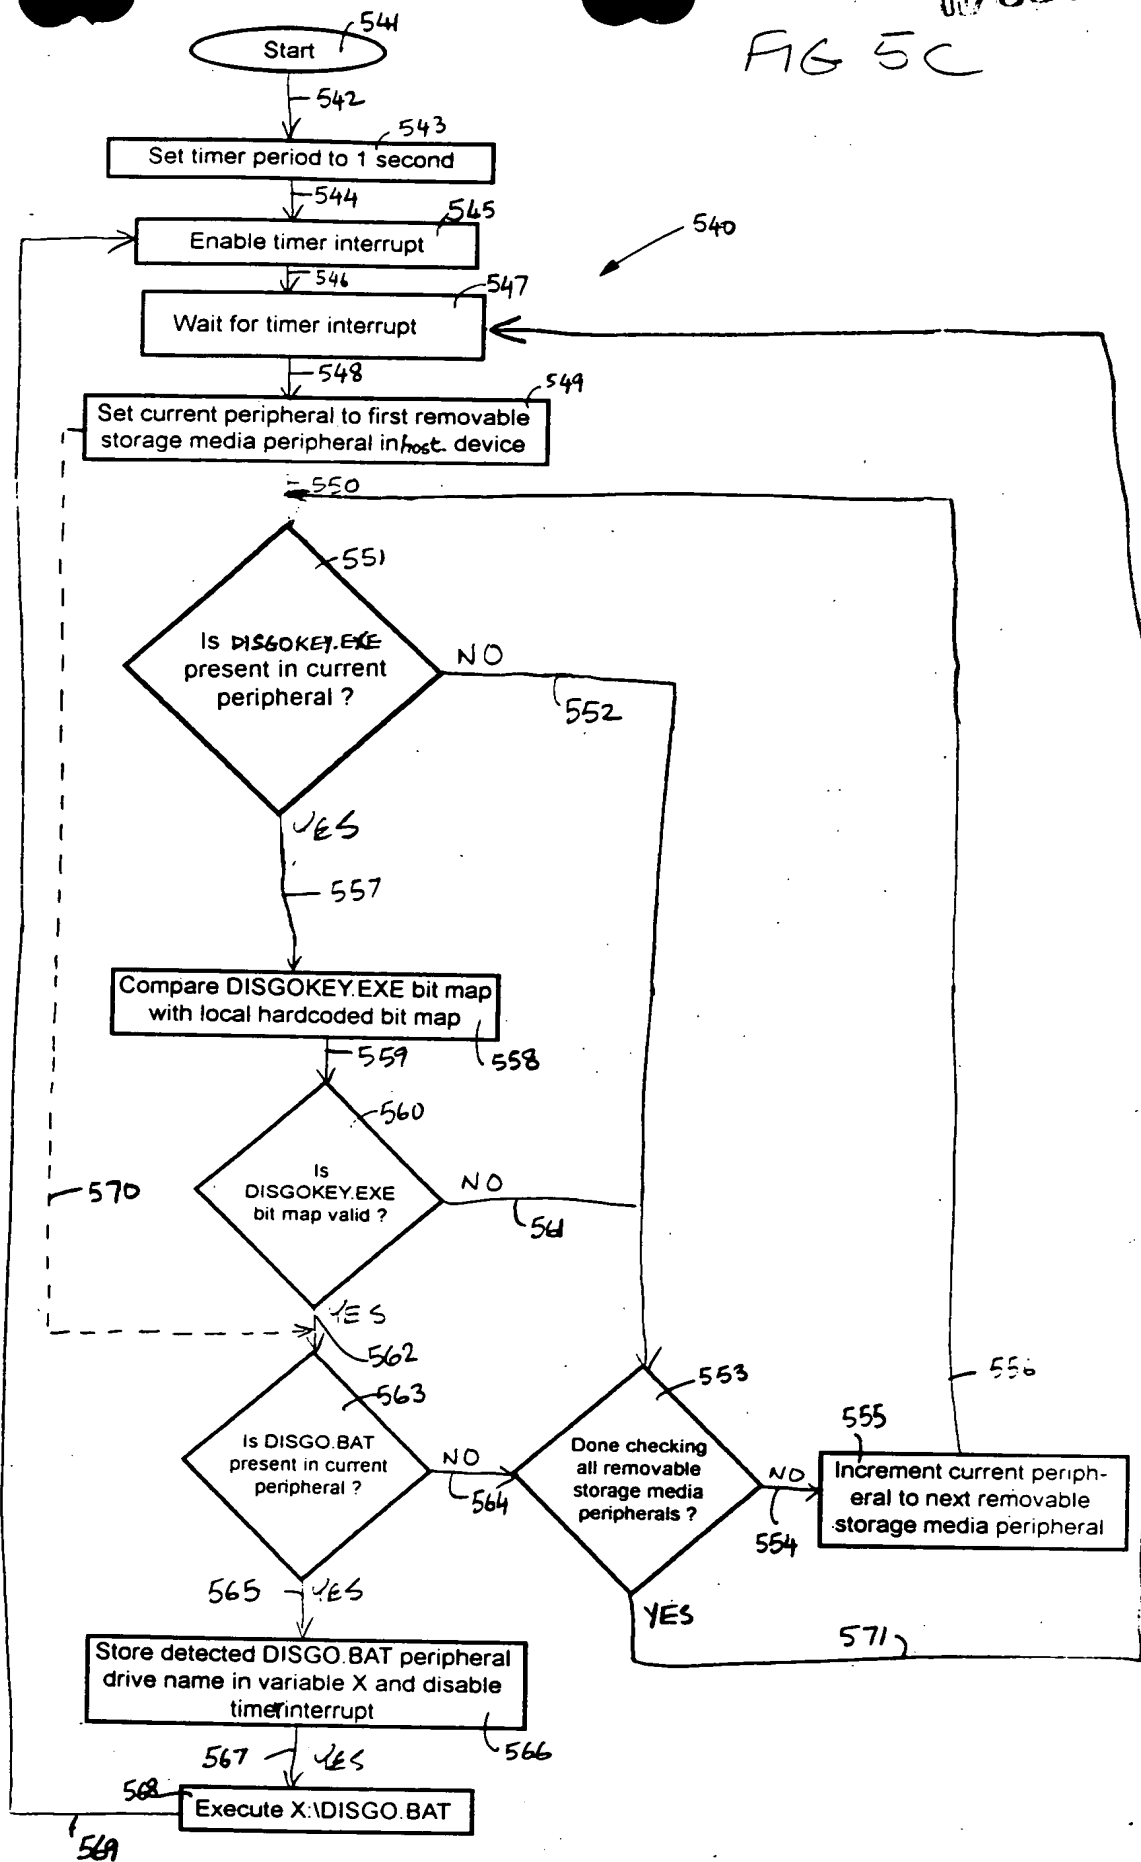 FIG 5C
541
Start
542
543
Set timer period to 1 second
544
545
Enable timer interrupt
540
546
547
Wait for timer interrupt
548
549
Set current peripheral to first removable
storage media peripheral in host device
550
551
Is DISGOKEY.EXE
present in current
peripheral ?
NO
552
YES
557
Compare DISGOKEY.EXE bit map
with local hardcoded bit map
559
558
560
Is
DISGOKEY.EXE
bit map valid ?
NO
561
570
YES
562
563
553
556
Is DISGO.BAT
present in current
peripheral ?
NO
564
Done checking
all removable
storage media
peripherals ?
NO
554
555
Increment current periph-
eral to next removable
storage media peripheral
565
YES
YES
571
Store detected DISGO.BAT peripheral
drive name in variable X and disable
timer interrupt
566
567
YES
568
Execute X:\DISGO.BAT
569